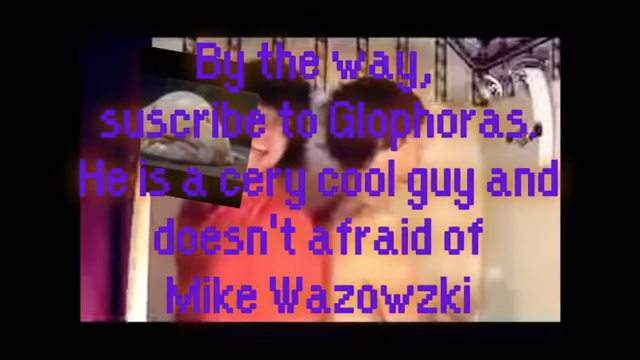 By the way,
suscribe to Glophoras.
He is a cery cool guy and
doesn't afraid of
Mike Wazowzki